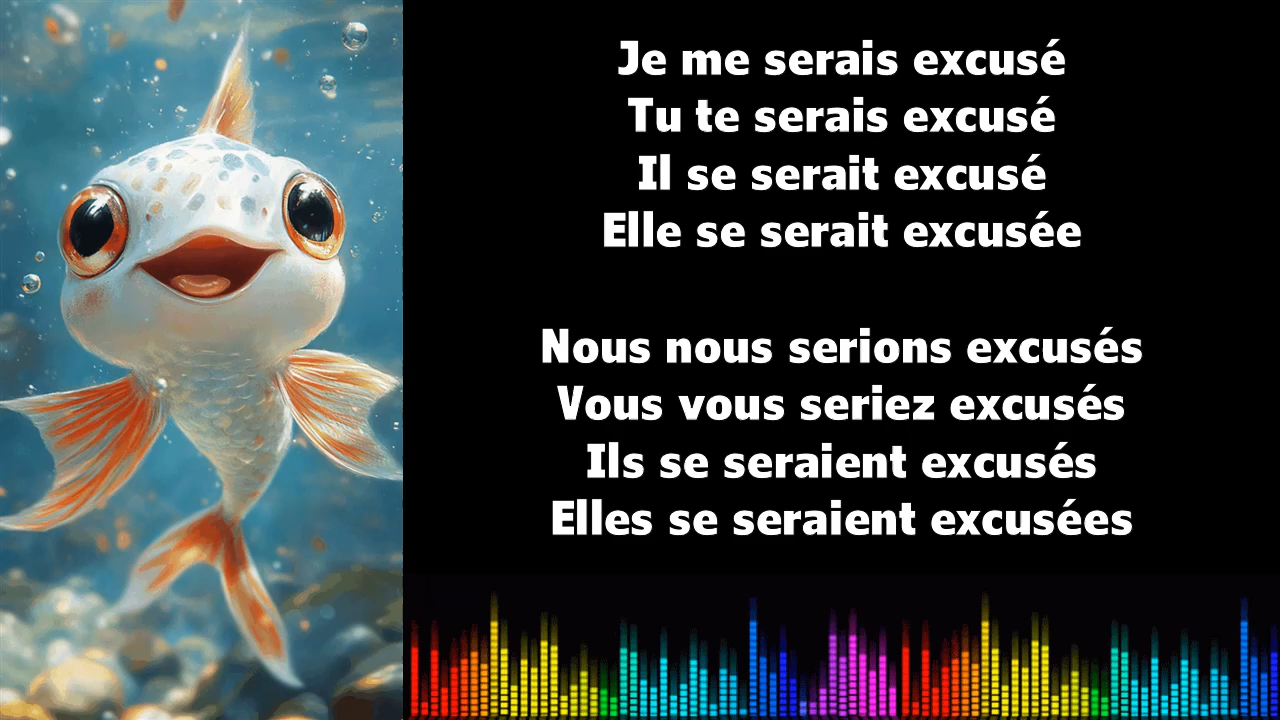 Je me serais excusé
Tu te serais excusé
Il se serait excusé
Elle se serait excusée
Nous nous serions excusés
Vous vous seriez excusés
Ils se seraient excusés
Elles se seraient excusées